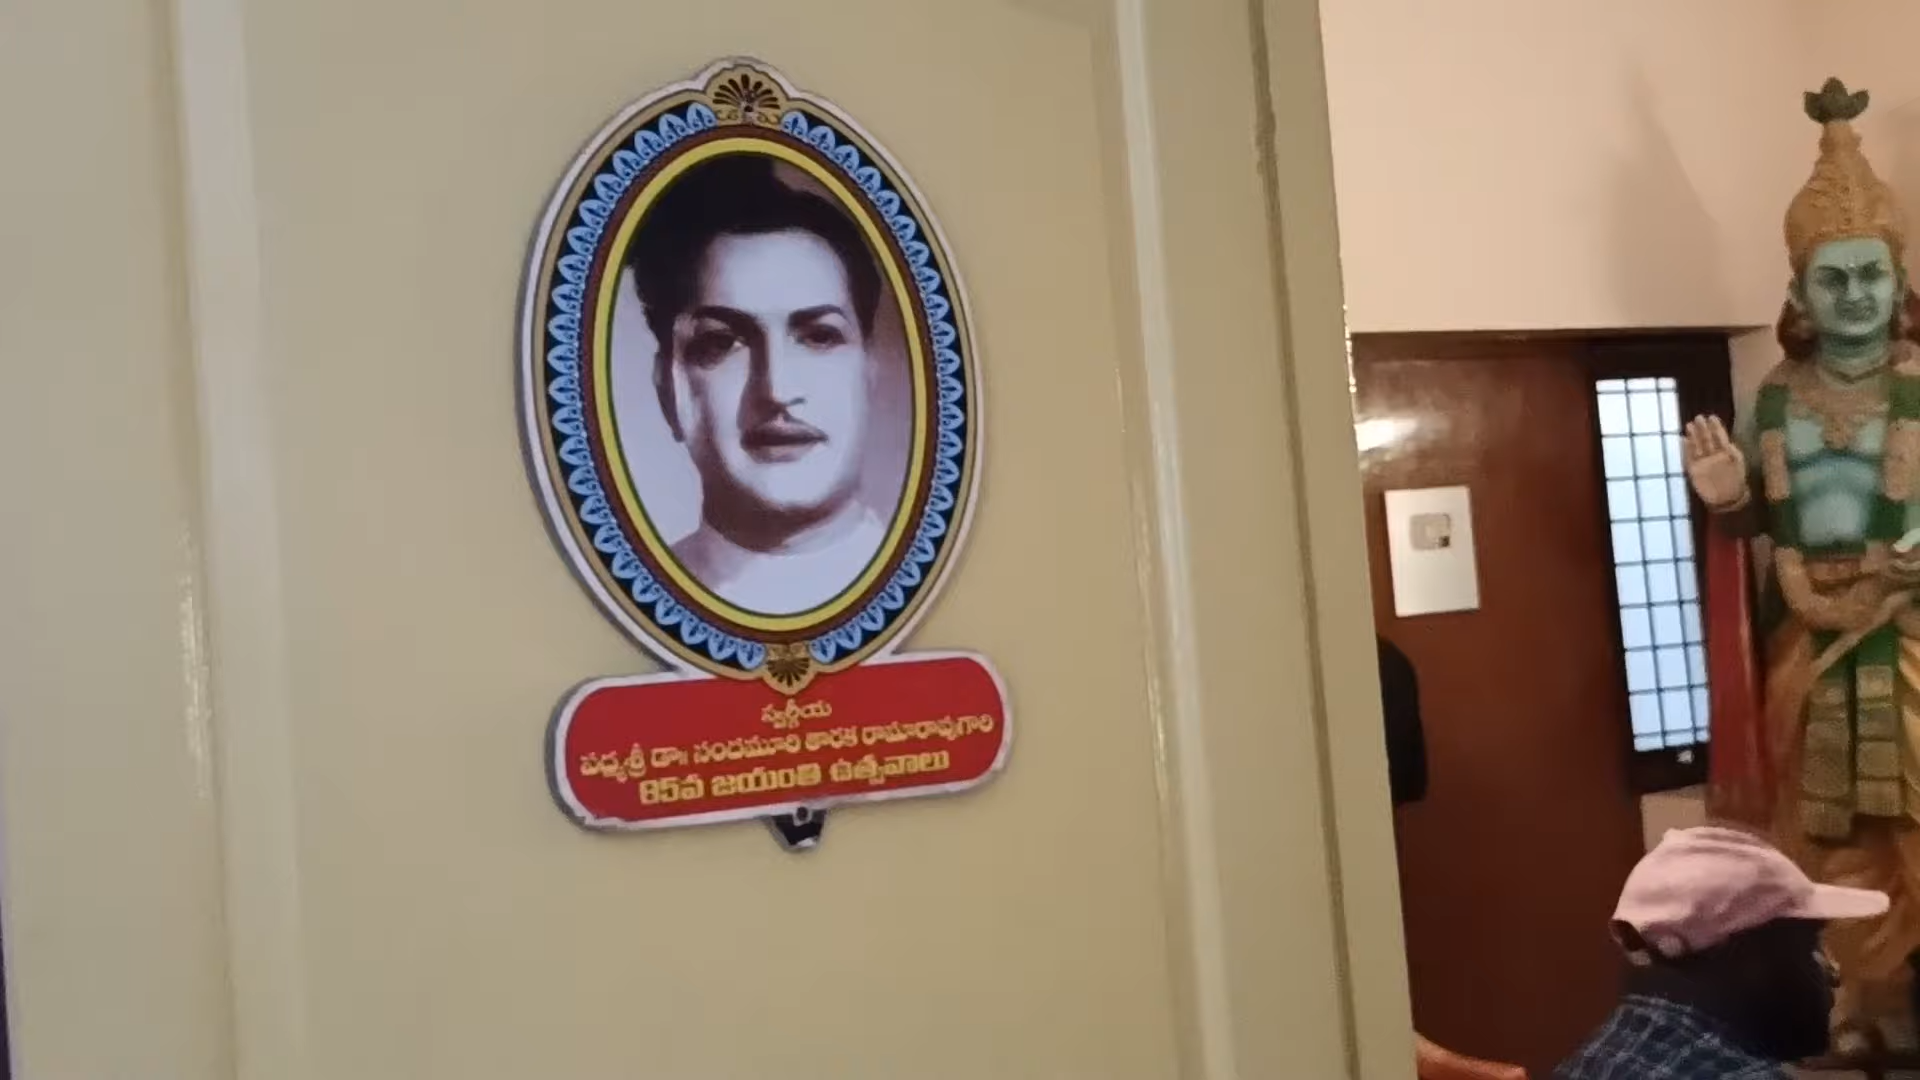 స్వర్గీయ
పద్మశ్రీ డా॥ నందమూరి తారక రామారావుగారి
85వ జయంతి ఉత్సవాలు